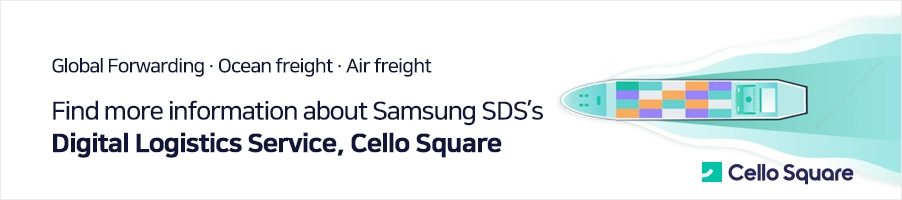 Global Forwarding · Ocean freight · Air freight
Find more information about Samsung SDS’s
Digital Logistics Service, Cello Square
Cello Square